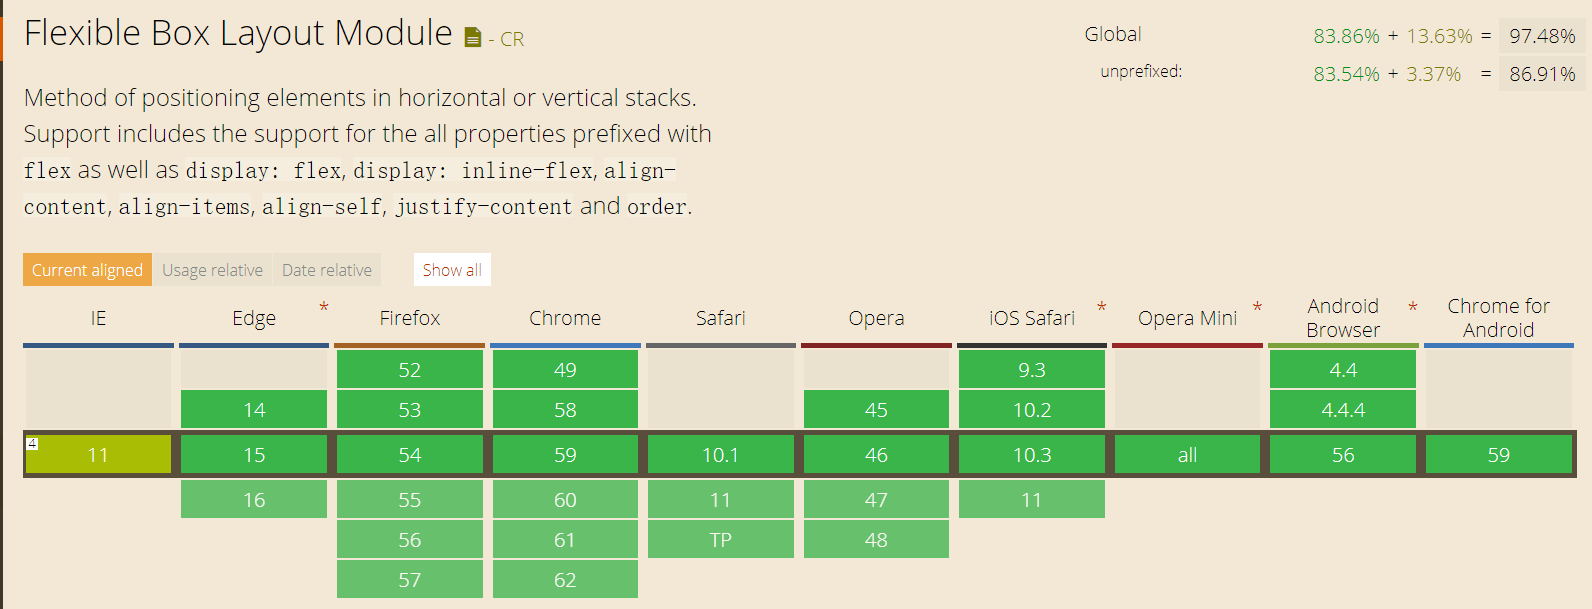 Flexible Box Layout Module - CR
Global 83.86% + 13.63% = 97.48%
unprefixed: 83.54% + 3.37% = 86.91%
Method of positioning elements in horizontal or vertical stacks.
Support includes the support for the all properties prefixed with
flex as well as display: flex, display: inline-flex, align-
content, align-items, align-self, justify-content and order.
Current aligned Usage relative Date relative Show all
IE Edge * Firefox Chrome Safari Opera iOS Safari * Opera Mini * Android Browser * Chrome for Android
52 49 9.3 4.4
14 53 58 45 10.2 4.4.4
4 11 15 54 59 10.1 46 10.3 all 56 59
16 55 60 11 47 11
56 61 TP 48
57 62